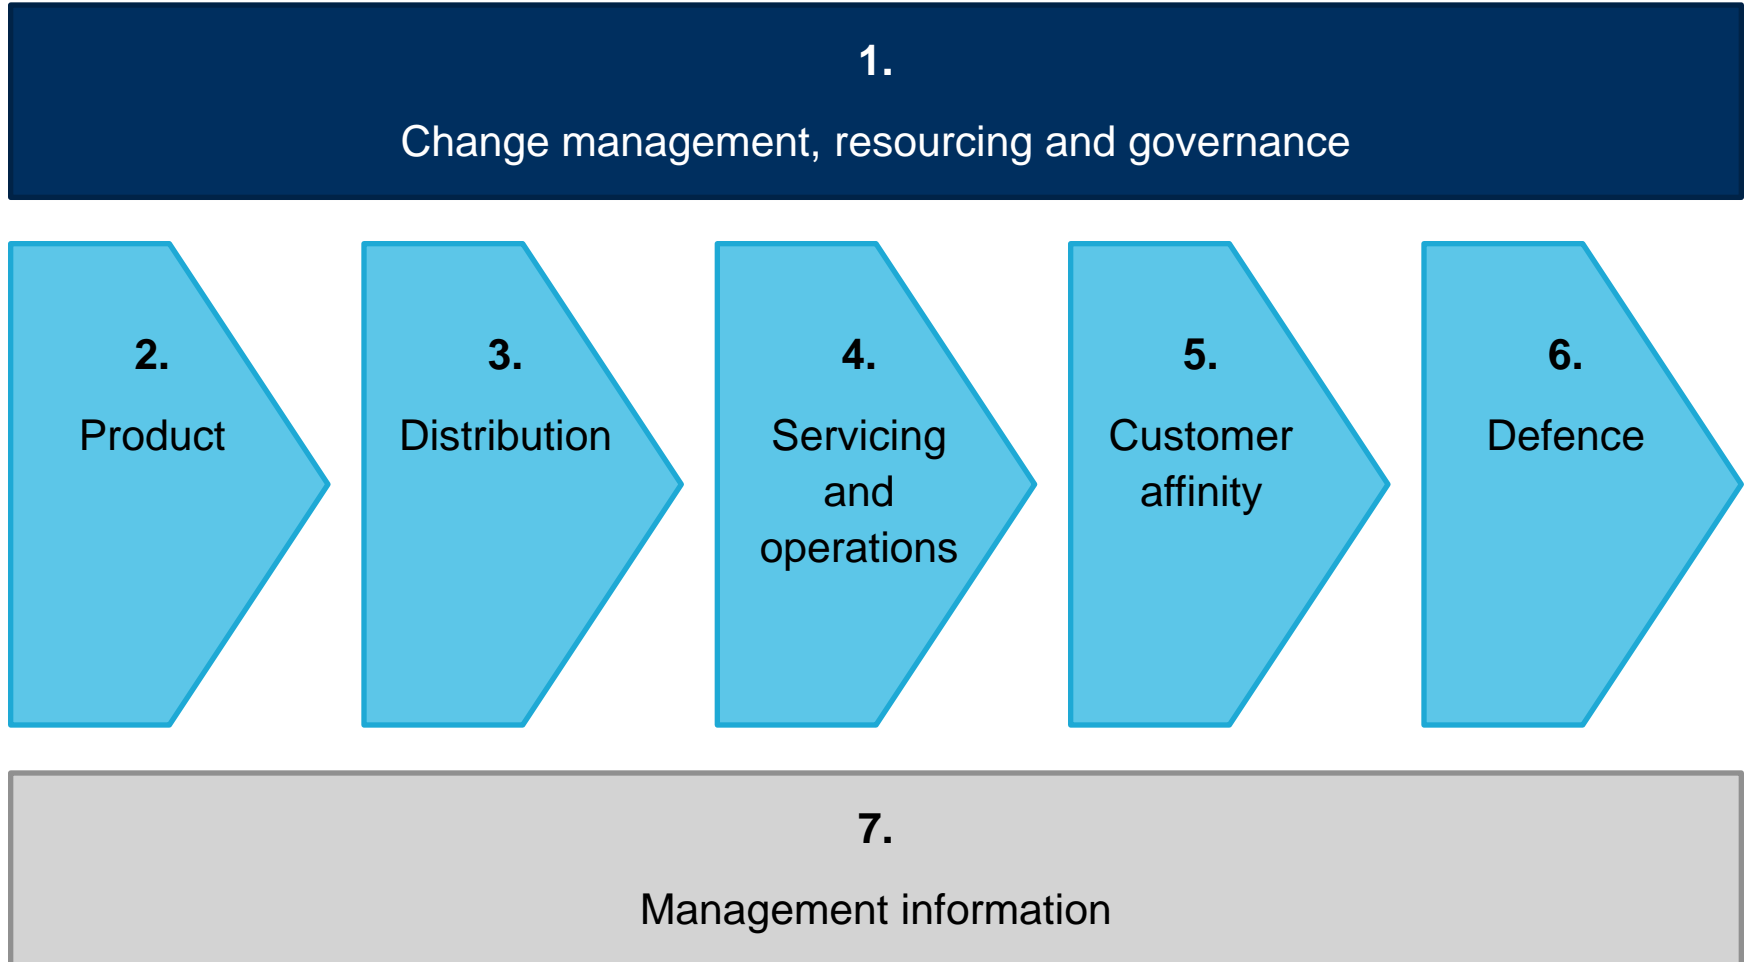 1.
Change management, resourcing and governance
2.
Product
3.
Distribution
4.
Servicing
and
operations
5.
Customer
affinity
6.
Defence
7.
Management information